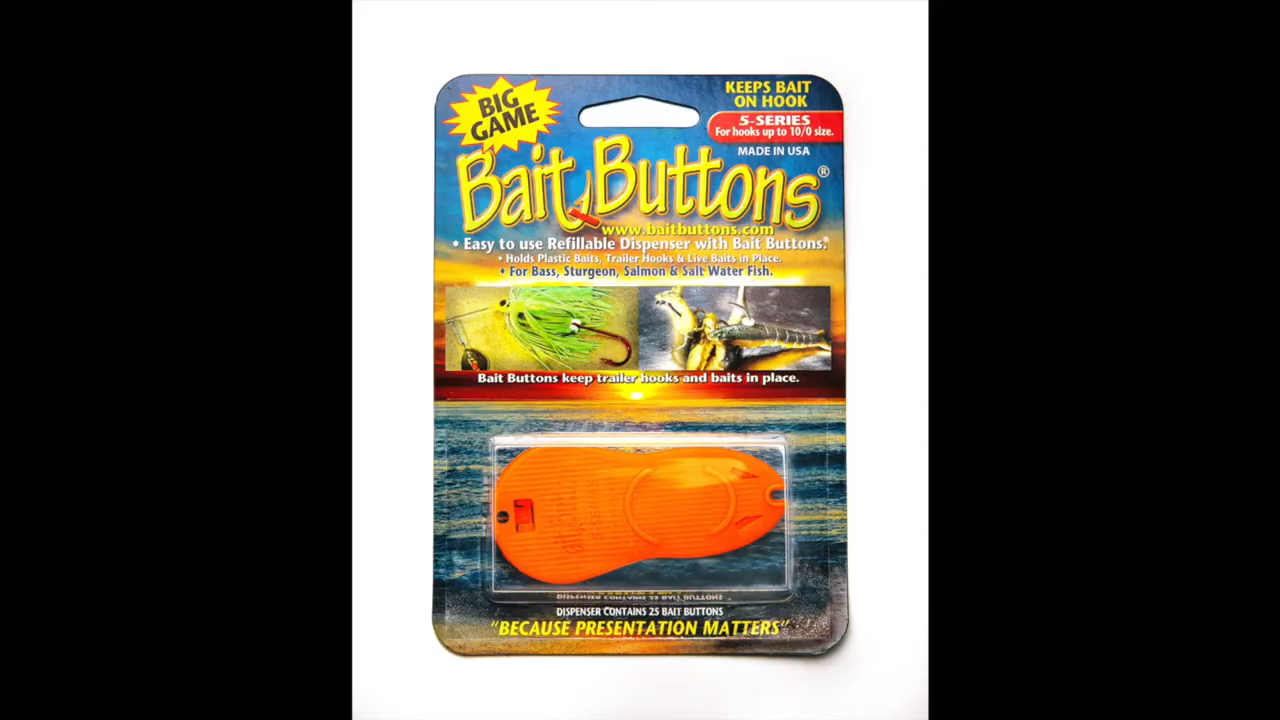 BIG
GAME
KEEPS BAIT
ON HOOK
5-SERIES
For hooks up to 10/0 size.
MADE IN USA
Bait Buttons®
www.baitbuttons.com
• Easy to use Refillable Dispenser with Bait Buttons.®
• Holds Plastic Baits, Trailer Hooks & Live Baits in Place.
• For Bass, Sturgeon, Salmon & Salt Water Fish.
Bait Buttons keep trailer hooks and baits in place.
DISPENSER CONTAINS 25 BAIT BUTTONS
"BECAUSE PRESENTATION MATTERS"